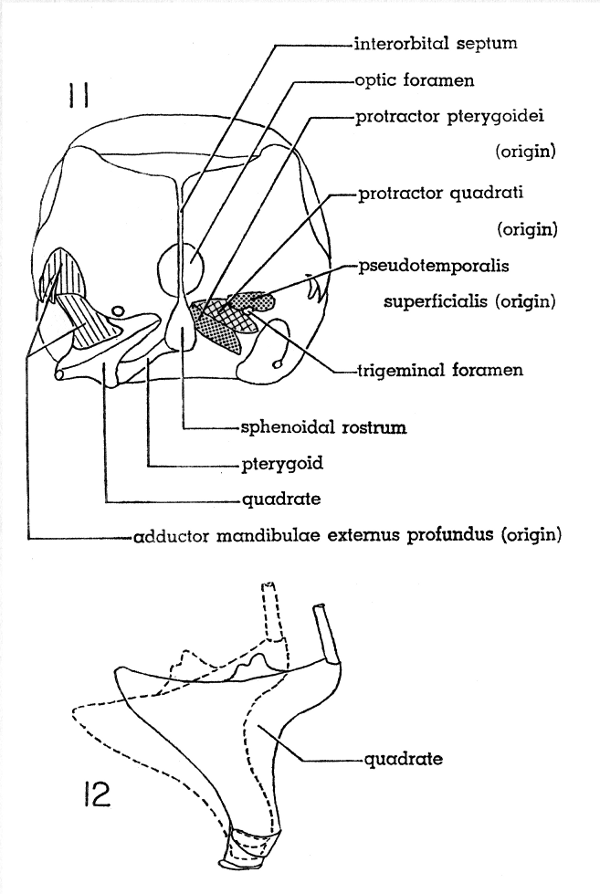 11
interorbital septum
optic foramen
protractor pterygoidei
(origin)
protractor quadrati
(origin)
pseudotemporalis
superficialis (origin)
trigeminal foramen
sphenoidal rostrum
pterygoid
quadrate
adductor mandibulae externus profundus (origin)
quadrate
12